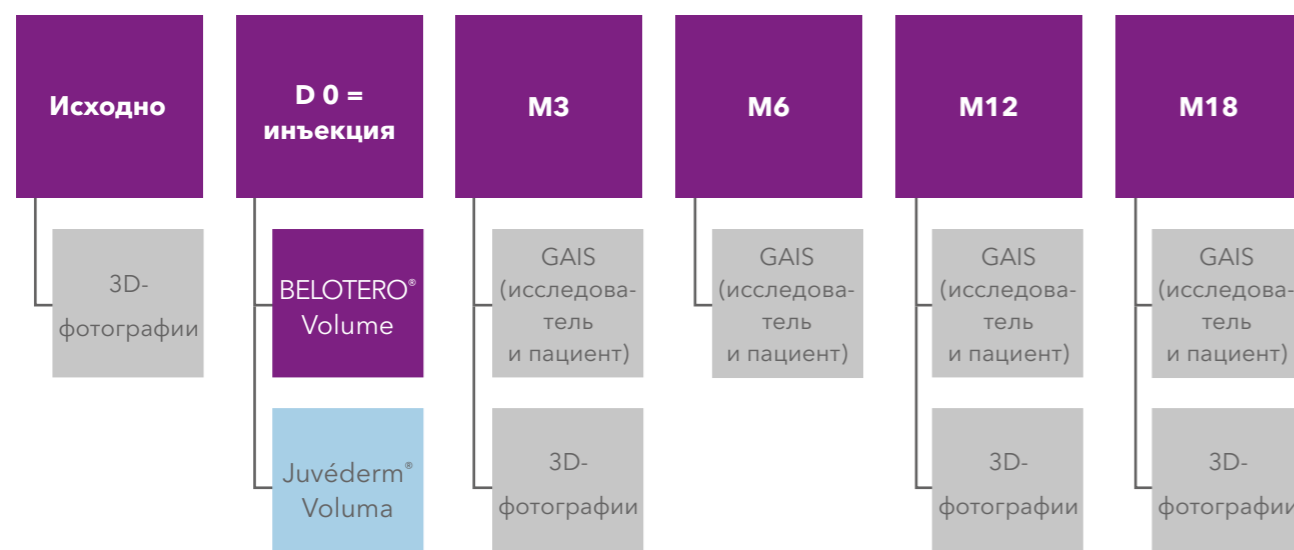 Исходно
D 0 =
инъекция
M3
M6
M12
M18
3D-
фотографии
BELOTERO®
Volume
GAIS
(исследова-
тель
и пациент)
GAIS
(исследова-
тель
и пациент)
GAIS
(исследова-
тель
и пациент)
GAIS
(исследова-
тель
и пациент)
Juvéderm®
Voluma
3D-
фотографии
3D-
фотографии
3D-
фотографии